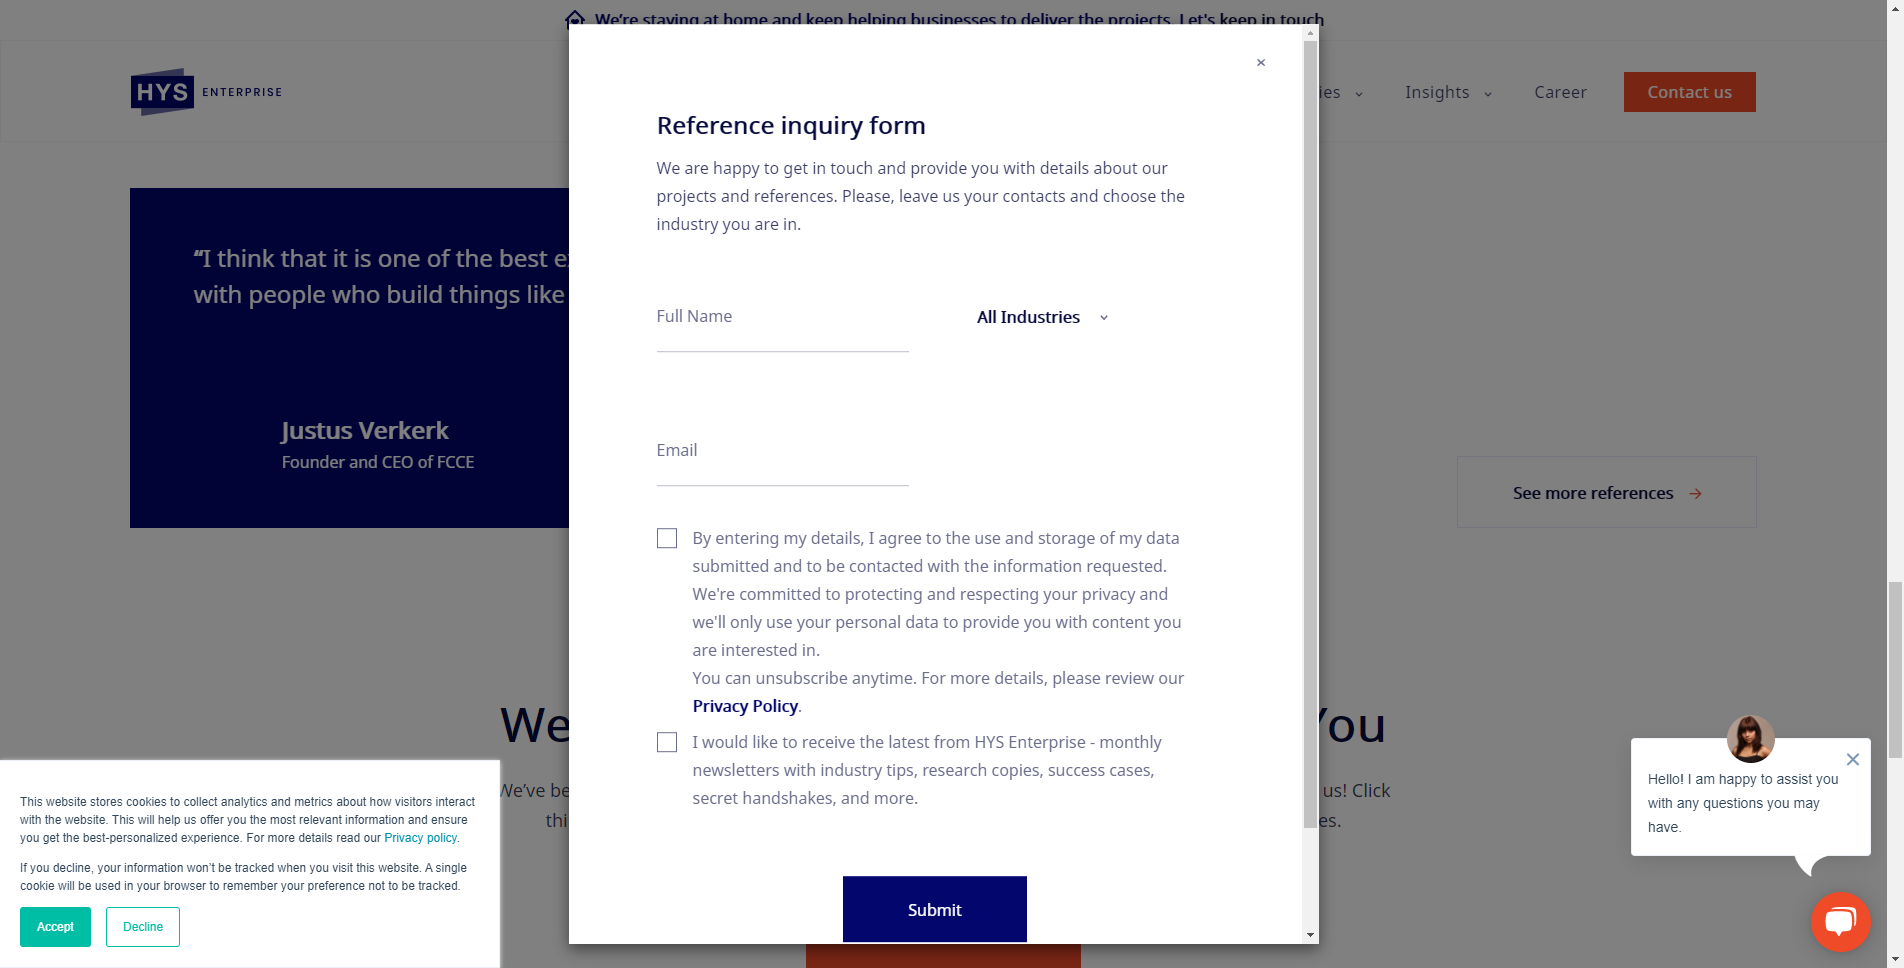 We're staying at home and keep helping businesses to deliver the projects. Let's keep in touch
HYS ENTERPRISE
Insights
Career
Contact us
×
Reference inquiry form
We are happy to get in touch and provide you with details about our
projects and references. Please, leave us your contacts and choose the
industry you are in.
“I think that it is one of the best
with people who build things like
Justus Verkerk
Founder and CEO of FCCE
Full Name
All Industries
Email
See more references →
By entering my details, I agree to the use and storage of my data
submitted and to be contacted with the information requested.
We're committed to protecting and respecting your privacy and
we'll only use your personal data to provide you with content you
are interested in.
You can unsubscribe anytime. For more details, please review our
Privacy Policy.
I would like to receive the latest from HYS Enterprise - monthly
newsletters with industry tips, research copies, success cases,
secret handshakes, and more.
Submit
We
You
We've be
us! Click
This website stores cookies to collect analytics and metrics about how visitors interact
with the website. This will help us offer you the most relevant information and ensure
you get the best-personalized experience. For more details read our Privacy policy.
If you decline, your information won't be tracked when you visit this website. A single
cookie will be used in your browser to remember your preference not to be tracked.
Accept
Decline
Hello! I am happy to assist you
with any questions you may
have.